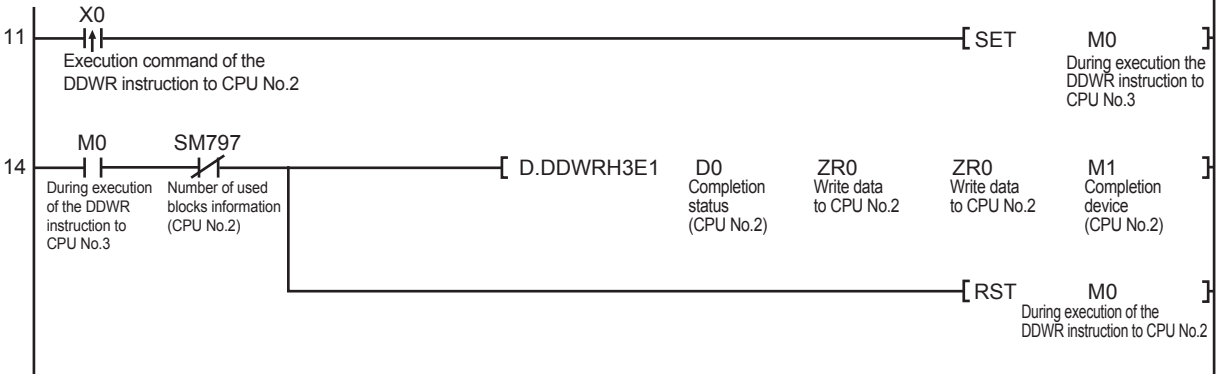 X0
11
SET M0
Execution command of the
DDWR instruction to CPU No.2
During execution the
DDWR instruction to
CPU No.3
M0 SM797
14
D.DDWRH3E1 D0 ZR0 ZR0 M1
During execution
of the DDWR
instruction to
CPU No.3
Number of used
blocks information
(CPU No.2)
Completion
status
(CPU No.2)
Write data
to CPU No.2
Write data
to CPU No.2
Completion
device
(CPU No.2)
RST M0
During execution of the
DDWR instruction to CPU No.2